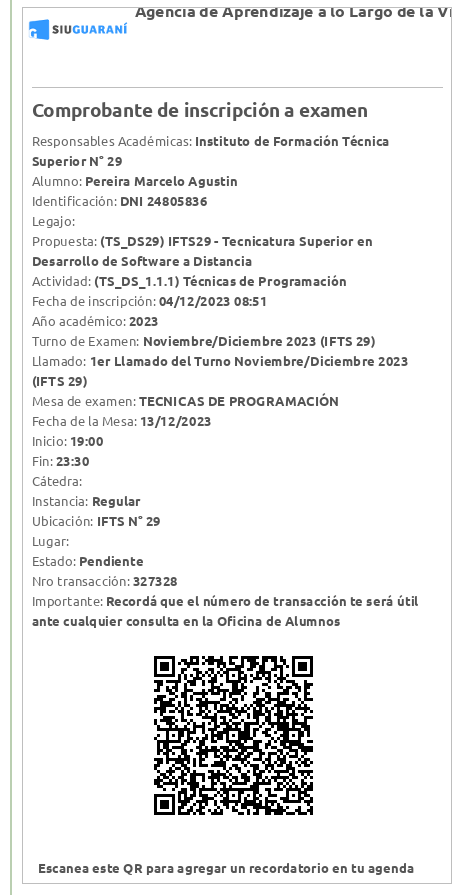 Agencia de Aprendizaje a lo Largo de la
SIUGUARANÍ
Comprobante de inscripción a examen
Responsables Académicas: Instituto de Formación Técnica
Superior N° 29
Alumno: Pereira Marcelo Agustin
Identificación: DNI 24805836
Legajo:
Propuesta: (TS_DS29) IFTS29 - Tecnicatura Superior en
Desarrollo de Software a Distancia
Actividad: (TS_DS_1.1.1) Técnicas de Programación
Fecha de inscripción: 04/12/2023 08:51
Año académico: 2023
Turno de Examen: Noviembre/Diciembre 2023 (IFTS 29)
Llamado: 1er Llamado del Turno Noviembre/Diciembre 2023
(IFTS 29)
Mesa de examen: TECNICAS DE PROGRAMACIÓN
Fecha de la Mesa: 13/12/2023
Inicio: 19:00
Fin: 23:30
Cátedra:
Instancia: Regular
Ubicación: IFTS N° 29
Lugar:
Estado: Pendiente
Nro transacción: 327328
Importante: Recordá que el número de transacción te será útil
ante cualquier consulta en la Oficina de Alumnos
Escanea este QR para agregar un recordatorio en tu agenda